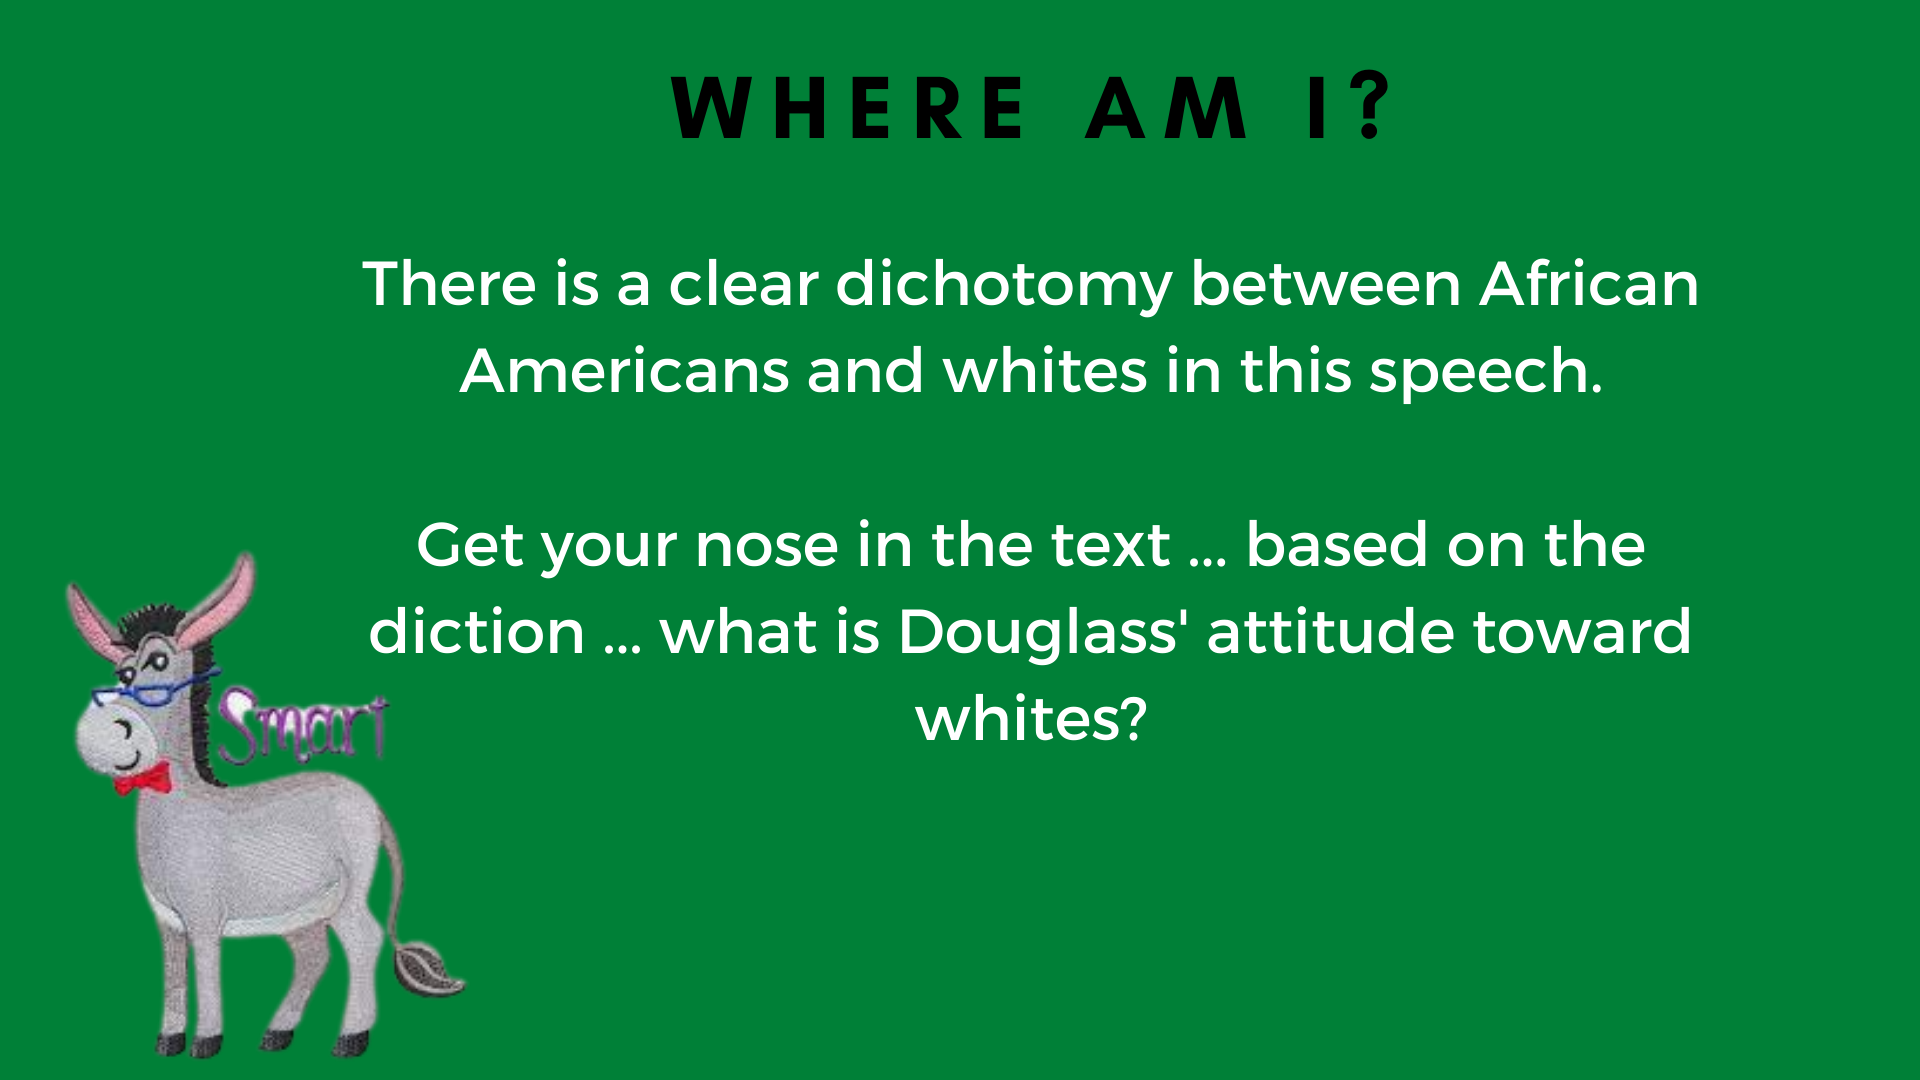 WHERE AM I?
There is a clear dichotomy between African
Americans and whites in this speech.
Get your nose in the text ... based on the
diction ... what is Douglass' attitude toward
whites?
Smart